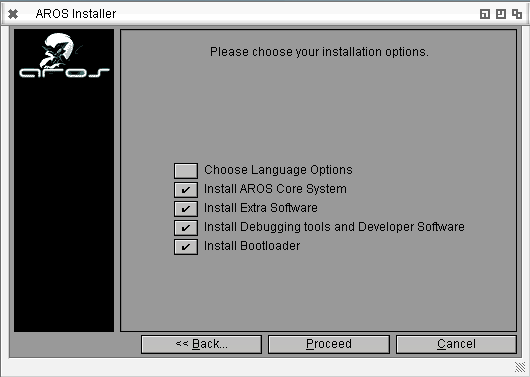 AROS Installer
aros
Please choose your installation options.
Choose Language Options
Install AROS Core System
Install Extra Software
Install Debugging tools and Developer Software
Install Bootloader
<< Back...
Proceed
Cancel